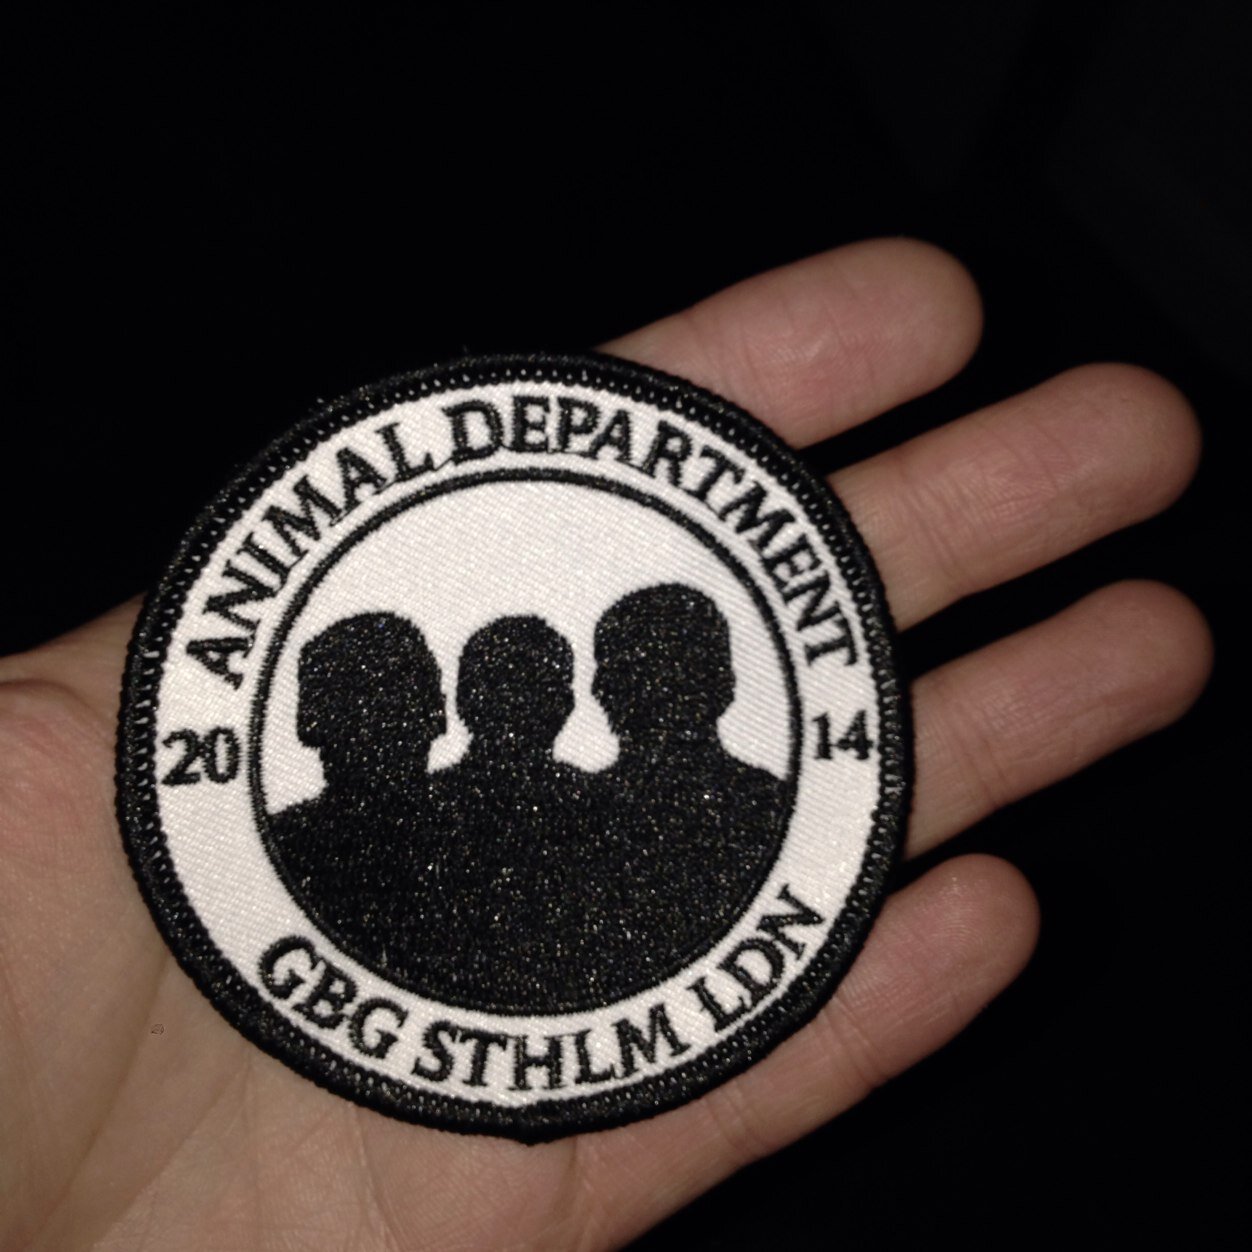 ANIMAL DEPARTMENT
20 14
GBG STHLM LDN